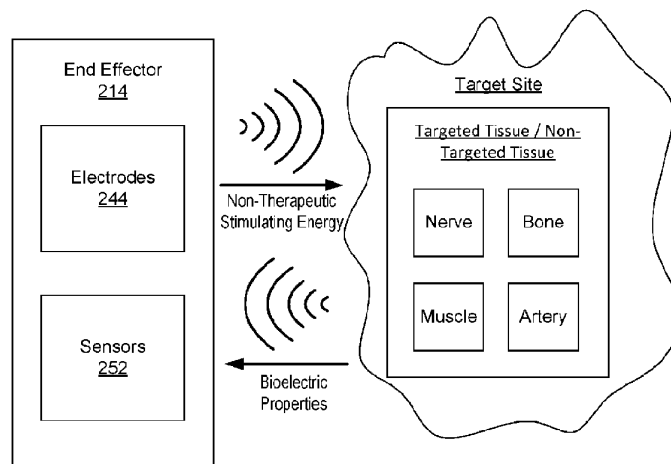 End Effector
214
Electrodes
244
Sensors
252
Non-Therapeutic
Stimulating Energy
Bioelectric
Properties
Target Site
Targeted Tissue / Non-
Targeted Tissue
Nerve
Bone
Muscle
Artery